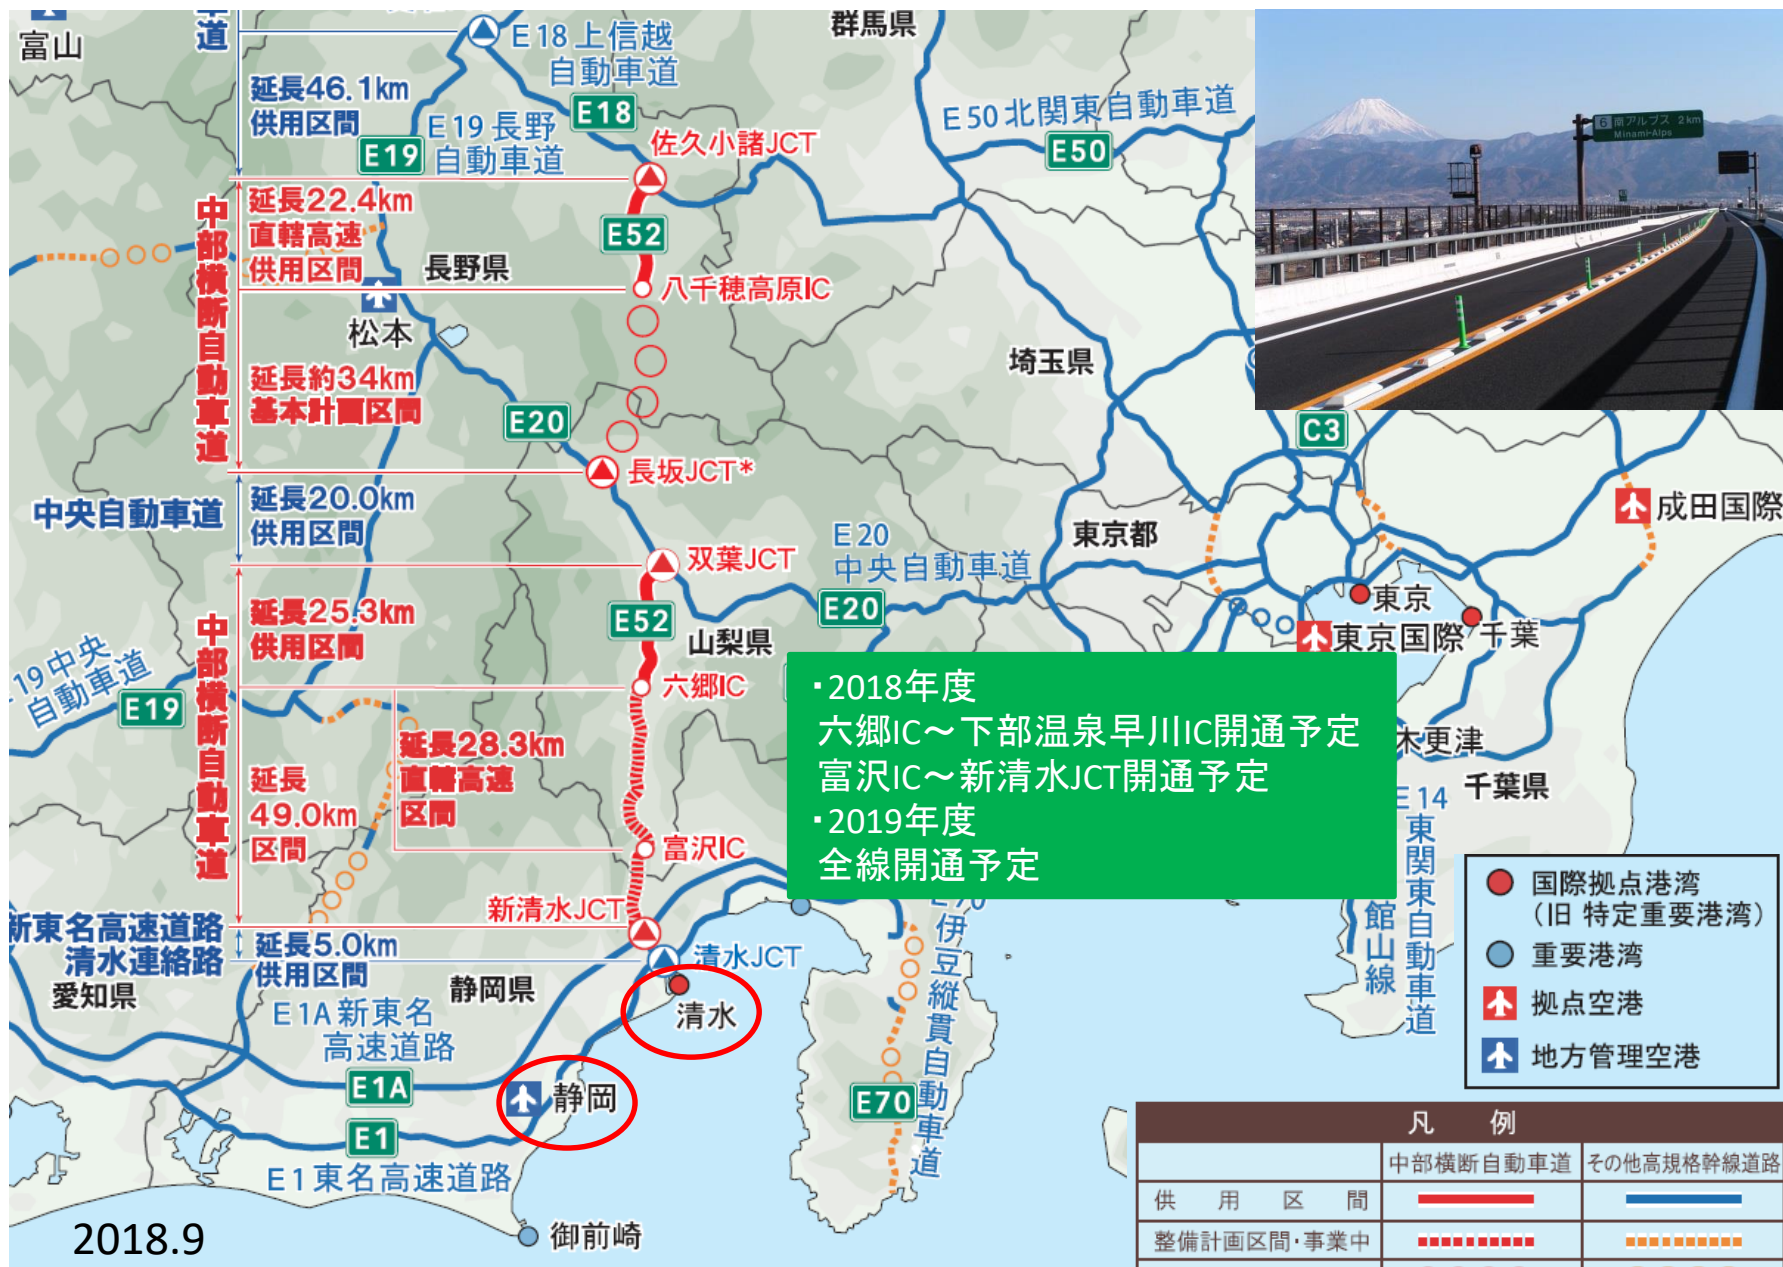 富山
道
E18上信越
自動車道
群馬県
延長46.1km
供用区間
E19 長野
自動車道
E18
E19
佐久小諸JCT
E50北関東自動車道
E50
6 南アルプス 2km
Minami-Alps
中部横断自動車道
延長22.4km
直轄高速
供用区間
E52
長野県
八千穂高原IC
松本
埼玉県
延長約34km
基本計画区間
E20
C3
長坂JCT*
中央自動車道
延長20.0km
供用区間
成田国際
東京都
E20
中央自動車道
双葉JCT
E20
東京
東京国際
千葉
中部横断自動車道
延長25.3km
供用区間
E52
山梨県
19中央
自動車道
E19
六郷IC
・2018年度
六郷IC～下部温泉早川IC開通予定
富沢IC～新清水JCT開通予定
・2019年度
全線開通予定
木更津
千葉県
延長28.3km
直轄高速
区間
延長
49.0km
区間
富沢IC
E14
東関東自動車道
館山線
新清水JCT
新東名高速道路
清水連絡路
延長5.0km
供用区間
清水JCT
清水
愛知県
静岡県
E1A新東名
高速道路
E1A
静岡
E1
E1東名高速道路
E70
伊豆縦貫自動車道
E70
御前崎
2018.9
国際拠点港湾
（旧 特定重要港湾）
重要港湾
拠点空港
地方管理空港
凡 例
中部横断自動車道 その他高規格幹線道路
供用区間
整備計画区間・事業中